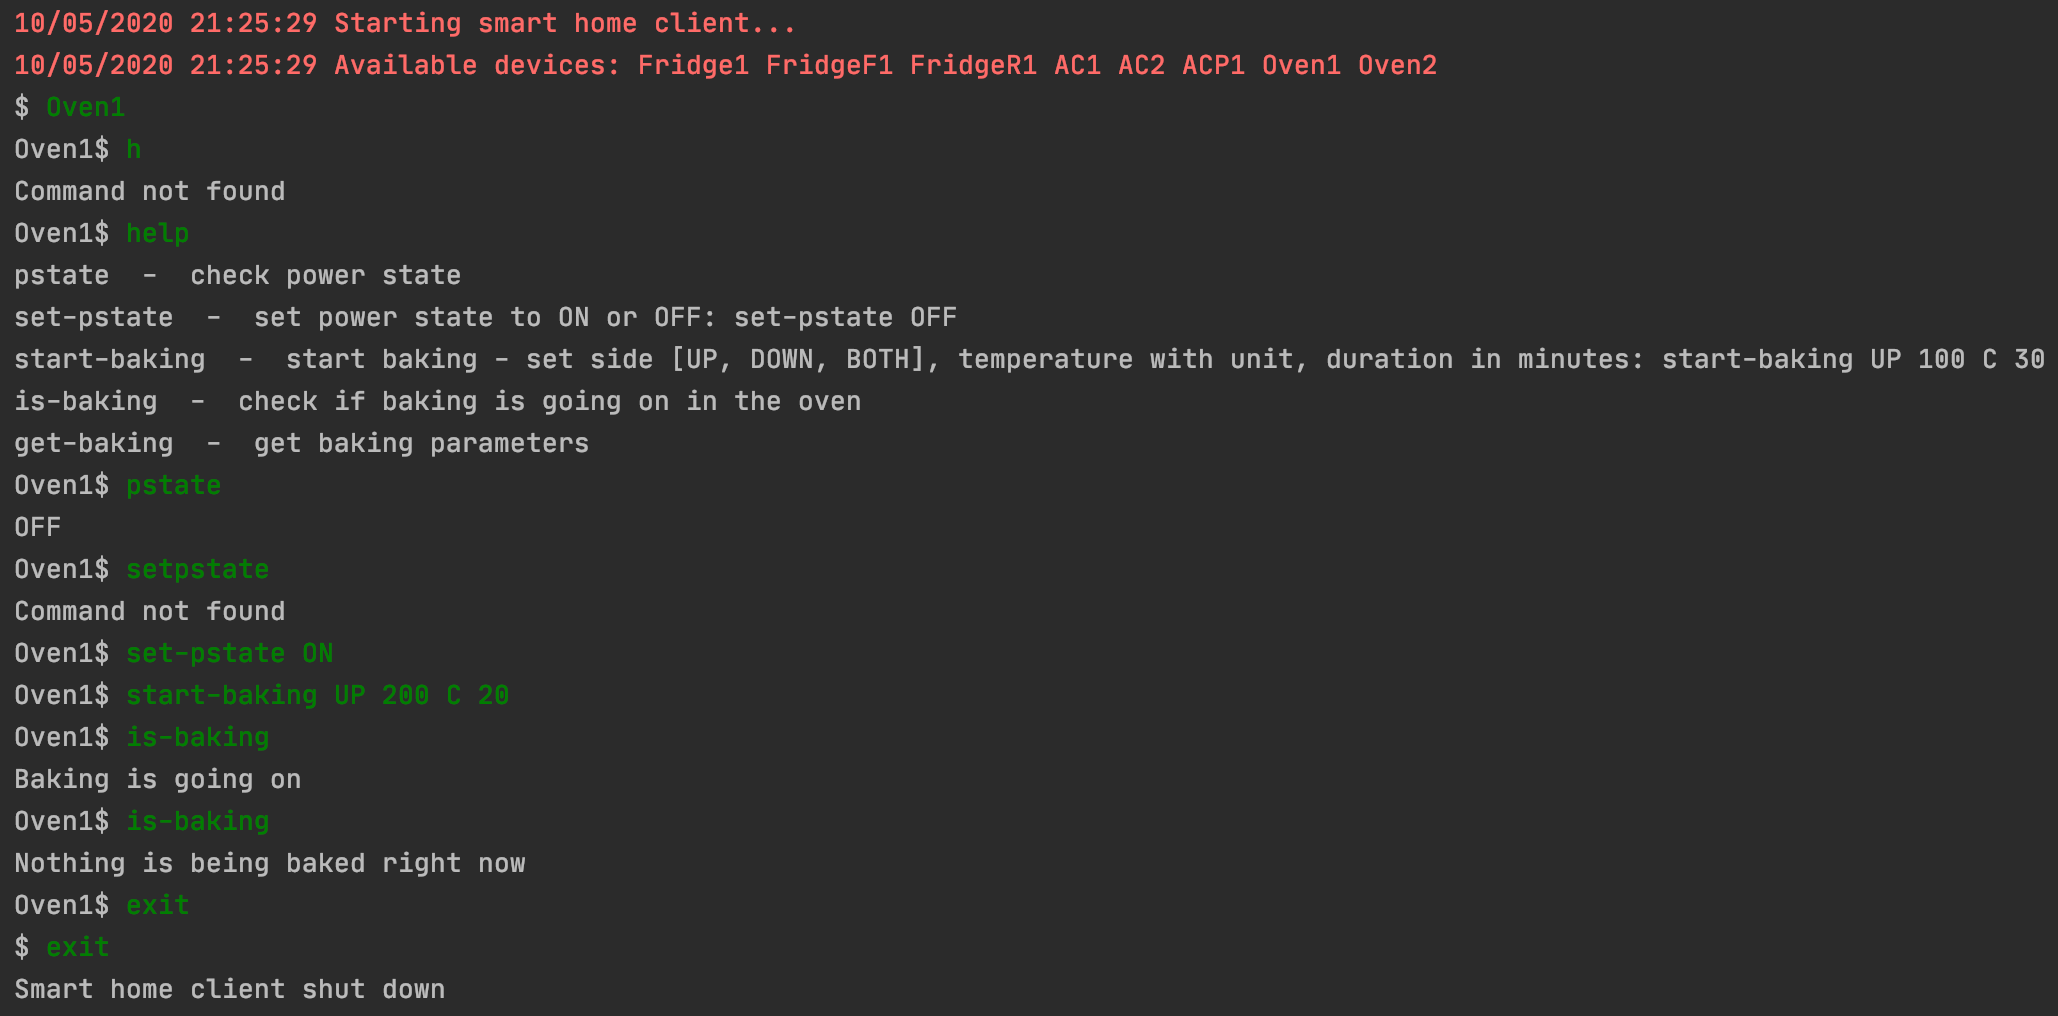 10/05/2020 21:25:29 Starting smart home client...
10/05/2020 21:25:29 Available devices: Fridge1 FridgeF1 FridgeR1 AC1 AC2 ACP1 Oven1 Oven2
$ Oven1
Oven1$ h
Command not found
Oven1$ help
pstate  -  check power state
set-pstate  -  set power state to ON or OFF: set-pstate OFF
start-baking  -  start baking - set side [UP, DOWN, BOTH], temperature with unit, duration in minutes: start-baking UP 100 C 30
is-baking  -  check if baking is going on in the oven
get-baking  -  get baking parameters
Oven1$ pstate
OFF
Oven1$ setpstate
Command not found
Oven1$ set-pstate ON
Oven1$ start-baking UP 200 C 20
Oven1$ is-baking
Baking is going on
Oven1$ is-baking
Nothing is being baked right now
Oven1$ exit
$ exit
Smart home client shut down